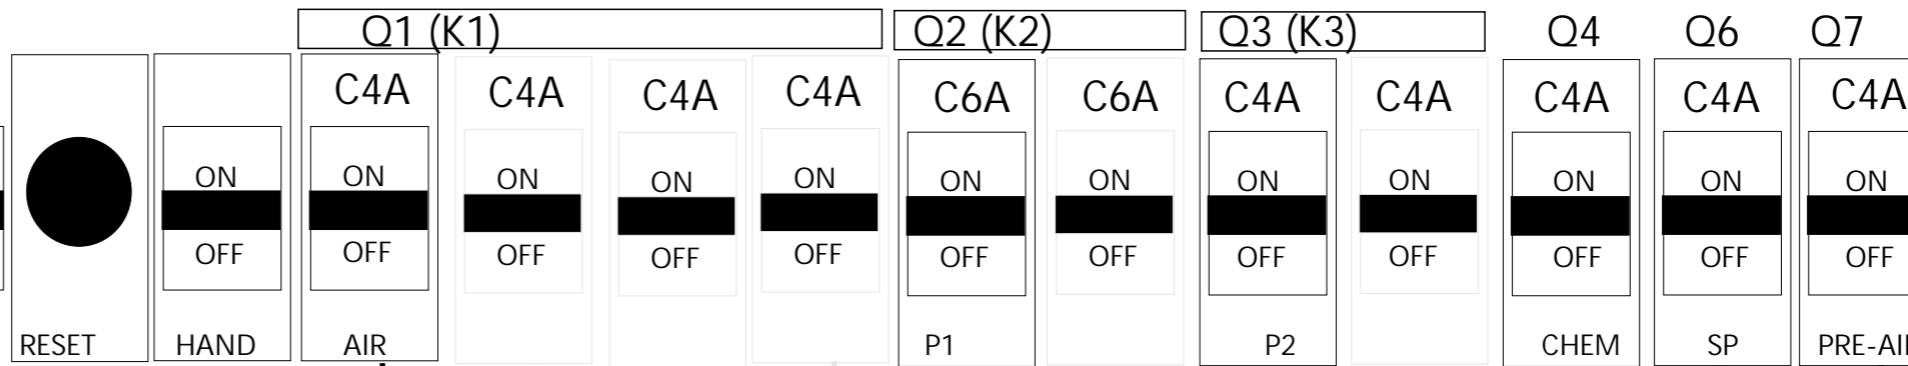 Q1 (K1) Q2 (K2) Q3 (K3) Q4 Q6 Q7
C4A C4A C4A C4A C6A C6A C4A C4A C4A C4A C4A
ON ON ON ON ON ON ON ON ON ON ON ON
OFF OFF OFF OFF OFF OFF OFF OFF OFF OFF OFF OFF
RESET HAND AIR P1 P2 CHEM SP PRE-AI